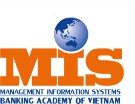 MIS
MANAGEMENT INFORMATION SYSTEMS
BANKING ACADEMY OF VIETNAM